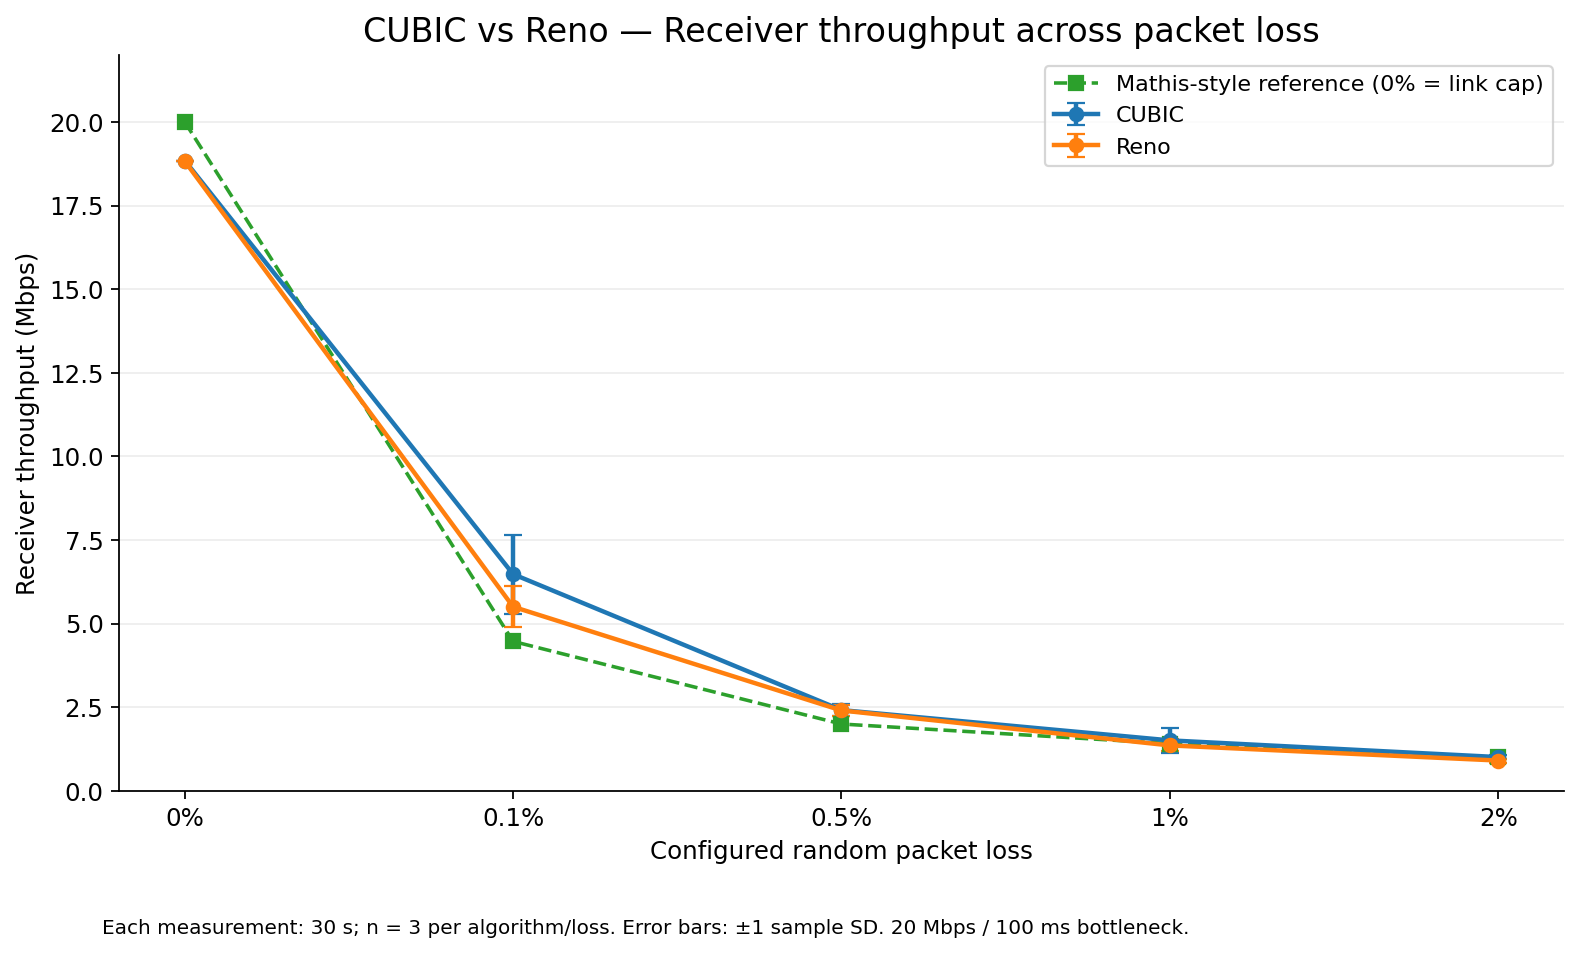 CUBIC vs Reno — Receiver throughput across packet loss
Mathis-style reference (0% = link cap)
CUBIC
Reno
Receiver throughput (Mbps)
20.0
17.5
15.0
12.5
10.0
7.5
5.0
2.5
0.0
0% 0.1% 0.5% 1% 2%
Configured random packet loss
Each measurement: 30 s; n = 3 per algorithm/loss. Error bars: ±1 sample SD. 20 Mbps / 100 ms bottleneck.